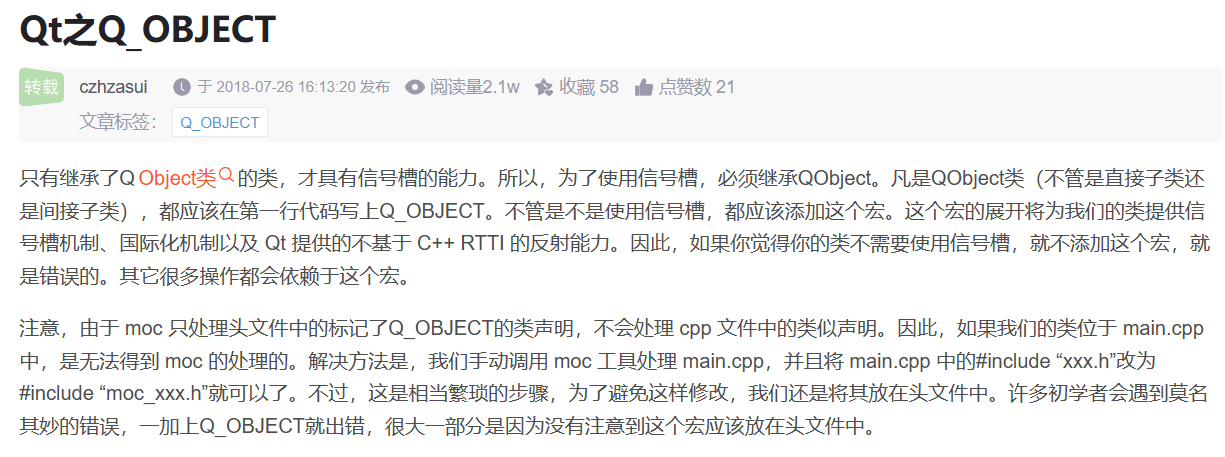 Qt之Q_OBJECT
转载 czhzasui 于 2018-07-26 16:13:20 发布 阅读量2.1w 收藏 58 点赞数 21
文章标签： Q_OBJECT
只有继承了Q Object类 的类，才具有信号槽的能力。所以，为了使用信号槽，必须继承QObject。凡是QObject类（不管是直接子类还
是间接子类），都应该在第一行代码写上Q_OBJECT。不管是不是使用信号槽，都应该添加这个宏。这个宏的展开将为我们的类提供信
号槽机制、国际化机制以及 Qt 提供的不基于 C++ RTTI 的反射能力。因此，如果你觉得你的类不需要使用信号槽，就不添加这个宏，就
是错误的。其它很多操作都会依赖于这个宏。
注意，由于 moc 只处理头文件中的标记了Q_OBJECT的类声明，不会处理 cpp 文件中的类似声明。因此，如果我们的类位于 main.cpp
中，是无法得到 moc 的处理的。解决方法是，我们手动调用 moc 工具处理 main.cpp，并且将 main.cpp 中的#include “xxx.h”改为
#include “moc_xxx.h”就可以了。不过，这是相当繁琐的步骤，为了避免这样修改，我们还是将其放在头文件中。许多初学者会遇到莫名
其妙的错误，一加上Q_OBJECT就出错，很大一部分是因为没有注意到这个宏应该放在头文件中。